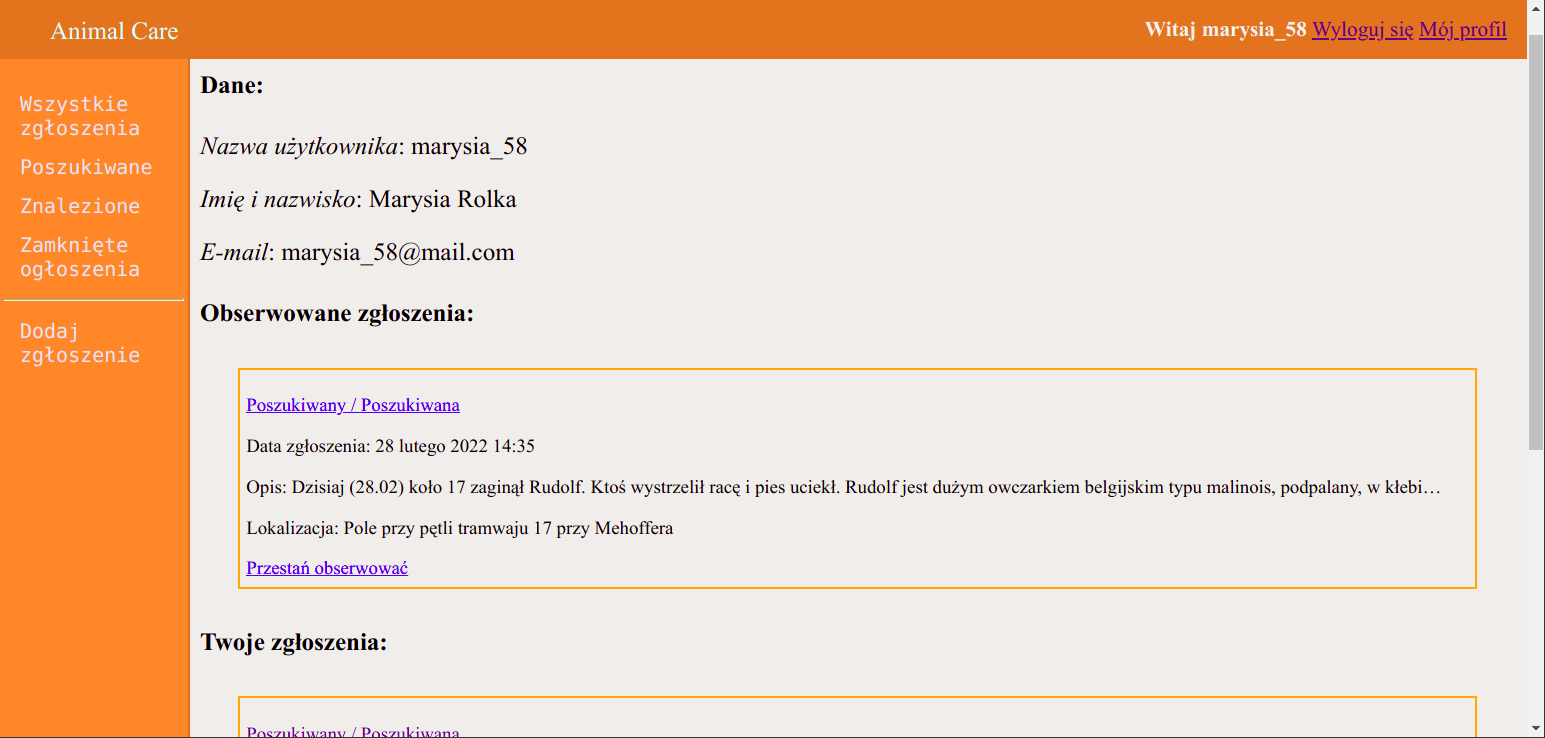 Animal Care
Witaj marysia_58 Wyloguj się Mój profil
Wszystkie
zgłoszenia
Poszukiwane
Znalezione
Zamknięte
ogłoszenia
Dodaj
zgłoszenie
Dane:
Nazwa użytkownika: marysia_58
Imię i nazwisko: Marysia Rolka
E-mail: marysia_58@mail.com
Obserwowane zgłoszenia:
Poszukiwany / Poszukiwana
Data zgłoszenia: 28 lutego 2022 14:35
Opis: Dzisiaj (28.02) koło 17 zaginął Rudolf. Ktoś wystrzelił racę i pies uciekł. Rudolf jest dużym owczarkiem belgijskim typu malinois, podpalany, w kłebi…
Lokalizacja: Pole przy pętli tramwaju 17 przy Mehoffera
Przestań obserwować
Twoje zgłoszenia:
Poszukiwany / Poszukiwana